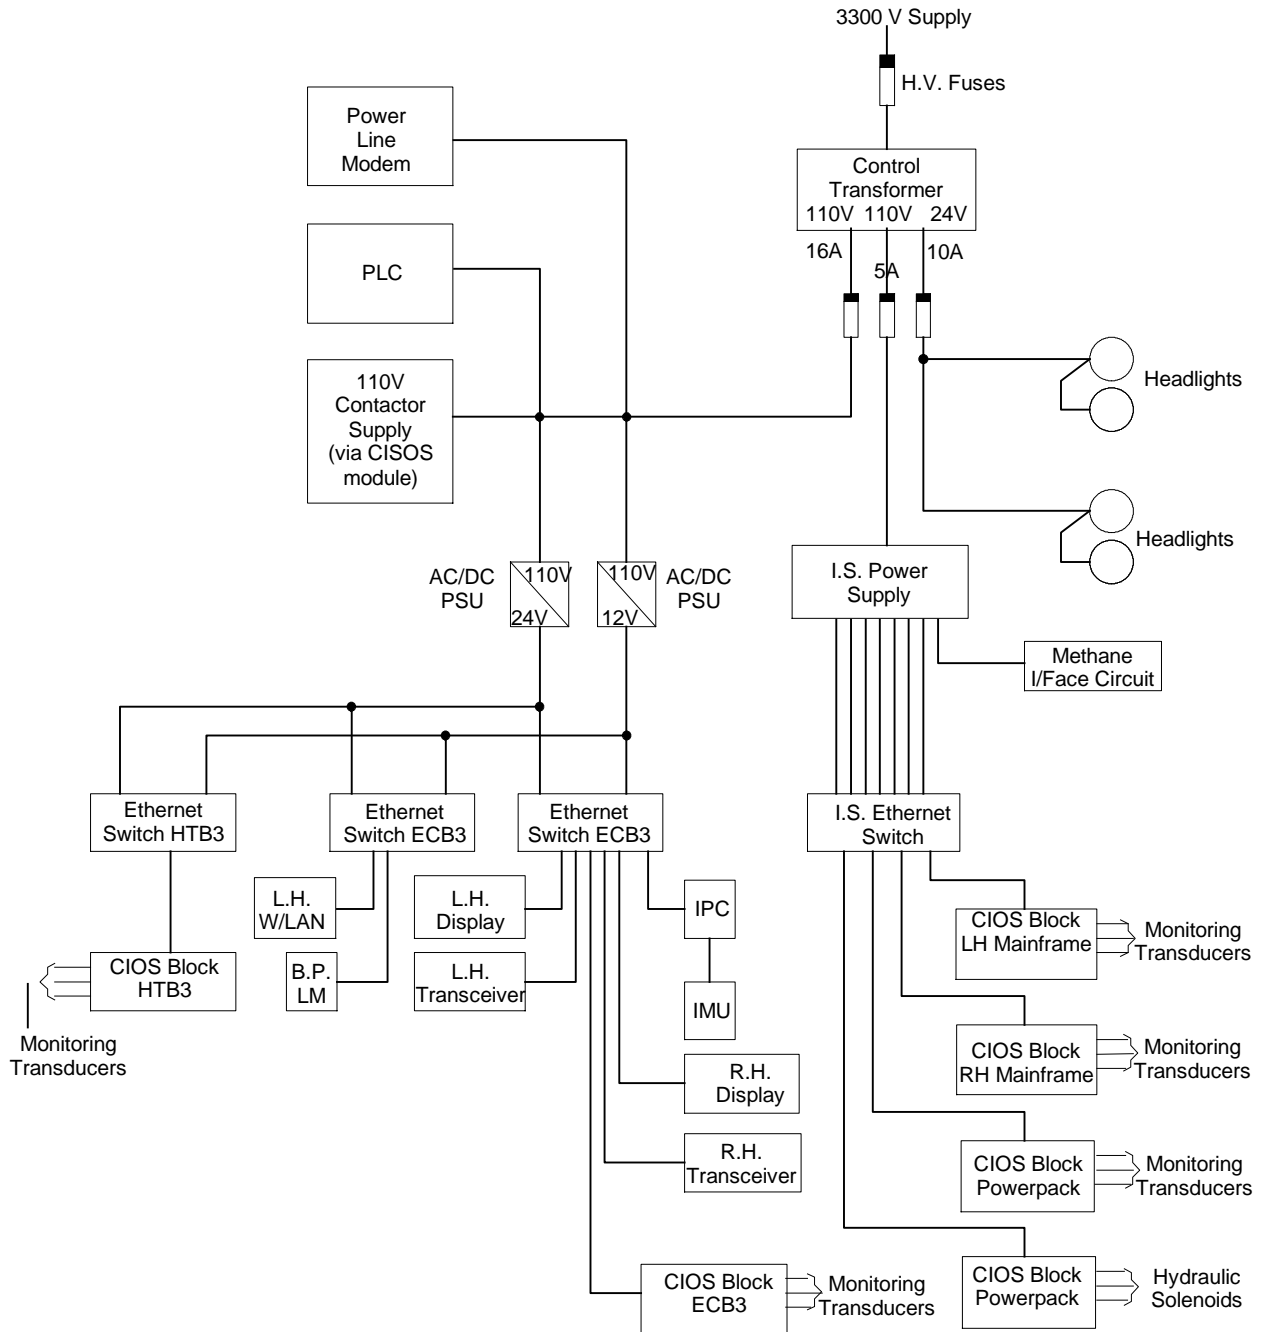 3300 V Supply
H.V. Fuses
Power
Line
Modem
Control
Transformer
110V 110V 24V
16A
5A
10A
PLC
110V
Contactor
Supply
(via CISOS
module)
Headlights
Headlights
AC/DC
PSU
110V
24V
110V
12V
AC/DC
PSU
I.S. Power
Supply
Methane
I/Face Circuit
Ethernet
Switch HTB3
Ethernet
Switch ECB3
Ethernet
Switch ECB3
I.S. Ethernet
Switch
L.H.
W/LAN
L.H.
Display
IPC
CIOS Block
LH Mainframe
Monitoring
Transducers
CIOS Block
HTB3
B.P.
LM
L.H.
Transceiver
IMU
Monitoring
Transducers
CIOS Block
RH Mainframe
Monitoring
Transducers
R.H.
Display
R.H.
Transceiver
CIOS Block
Powerpack
Monitoring
Transducers
CIOS Block
ECB3
Monitoring
Transducers
CIOS Block
Powerpack
Hydraulic
Solenoids